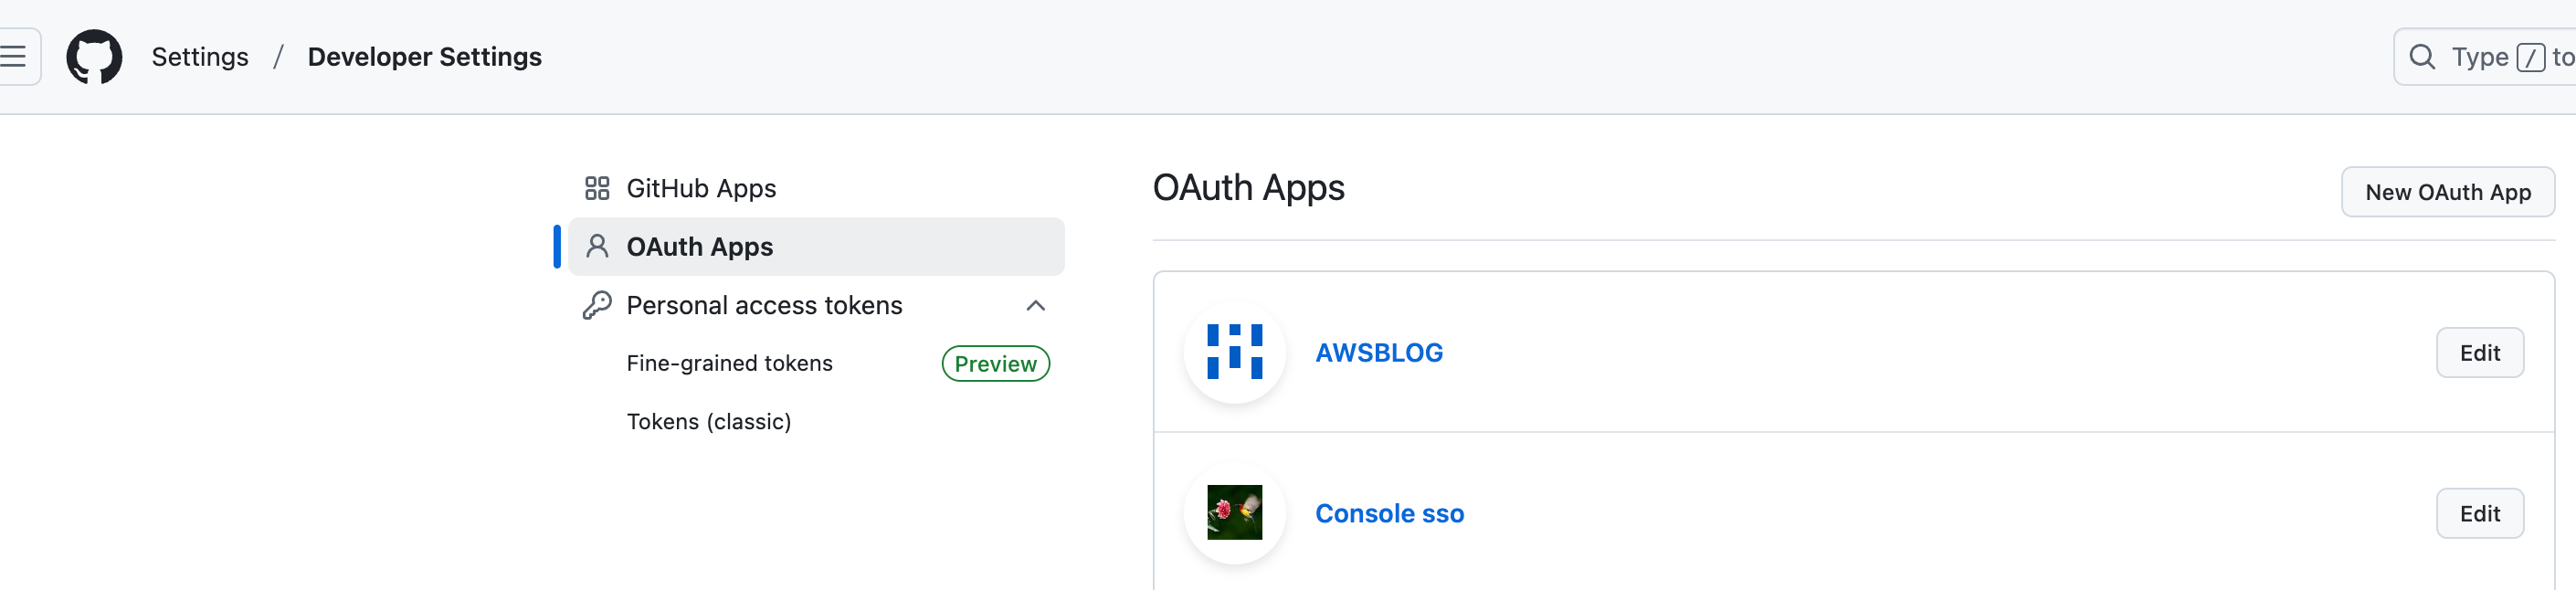 Settings / Developer Settings
Type / to
GitHub Apps
OAuth Apps
Personal access tokens
Fine-grained tokens Preview
Tokens (classic)
OAuth Apps
New OAuth App
AWSBLOG
Edit
Console sso
Edit